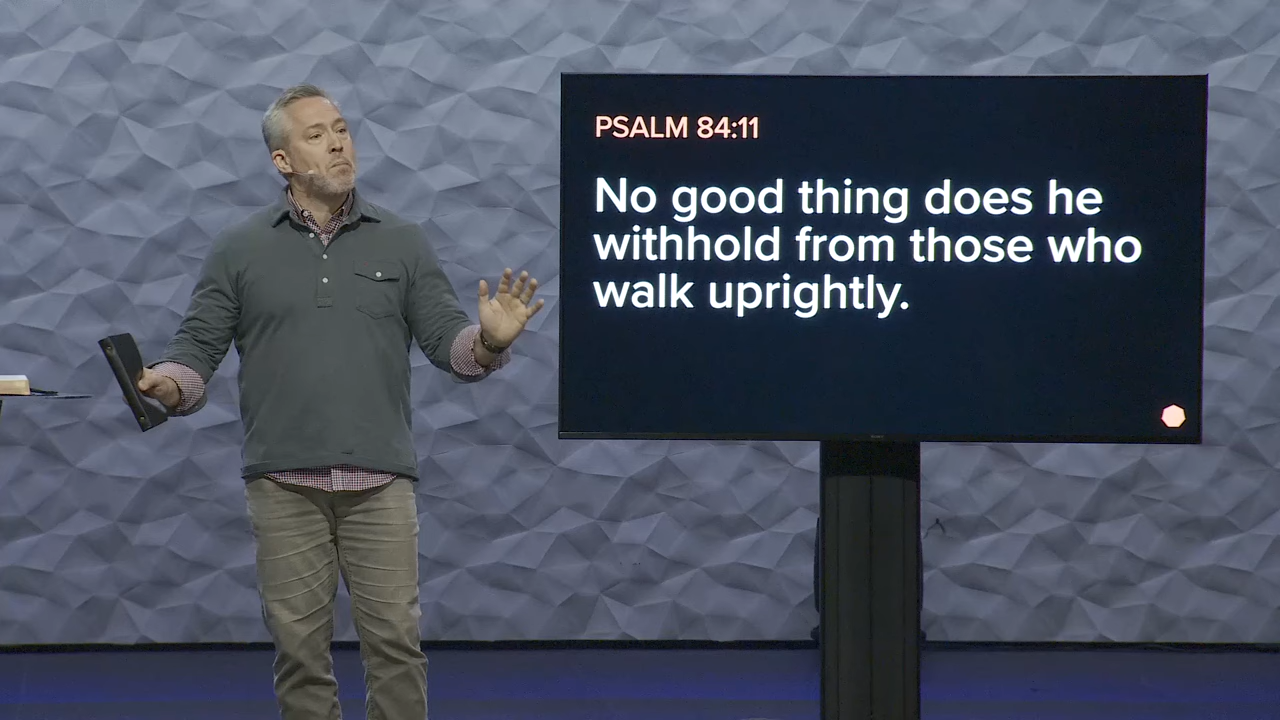 PSALM 84:11
No good thing does he
withhold from those who
walk uprightly.